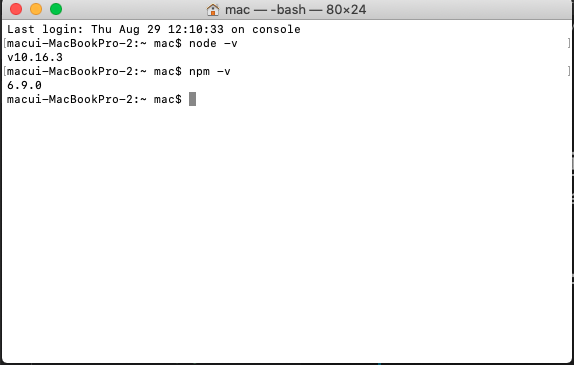 mac — -bash — 80×24
Last login: Thu Aug 29 12:10:33 on console
[macui-MacBookPro-2:~ mac$ node -v ]
v10.16.3
[macui-MacBookPro-2:~ mac$ npm -v ]
6.9.0
macui-MacBookPro-2:~ mac$